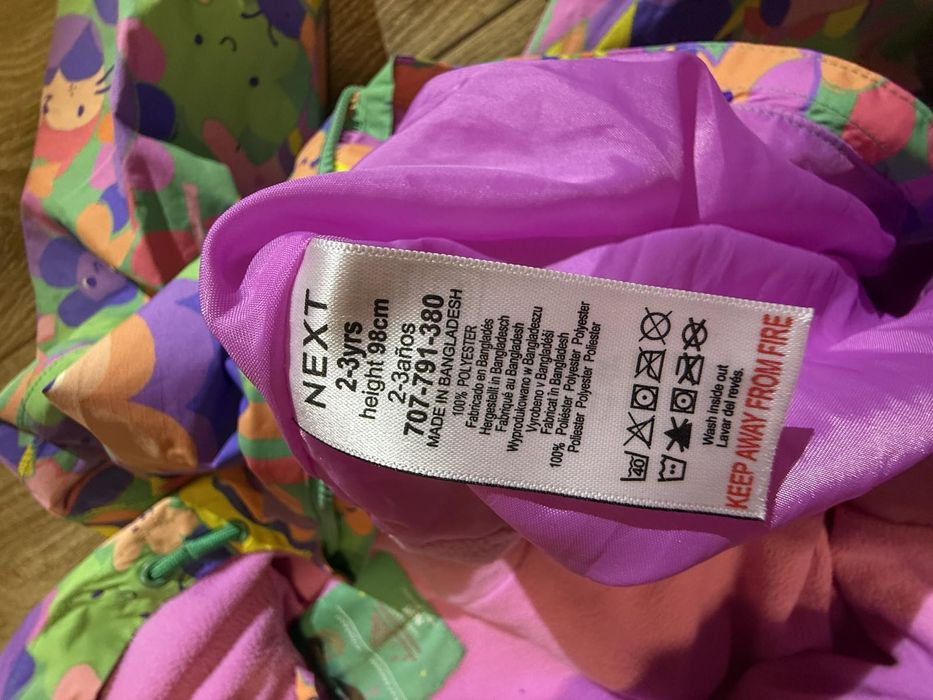 NEXT
2-3yrs
height 98cm
2-3años
707-791-380
MADE IN BANGLADESH
100% POLYESTER
Fabricado en Bangladés
Hergestellt in Bangladesch
Fabriqué au Bangladesh
Wyprodukowano w Bangladeszu
Vyrobeno v Bangladéši
Fabricat în Bangladesh
100% Poliéster Polyester Polyester
Poliester Polyester Poliester
40
Wash inside out
Lavar del revés.
KEEP AWAY FROM FIRE